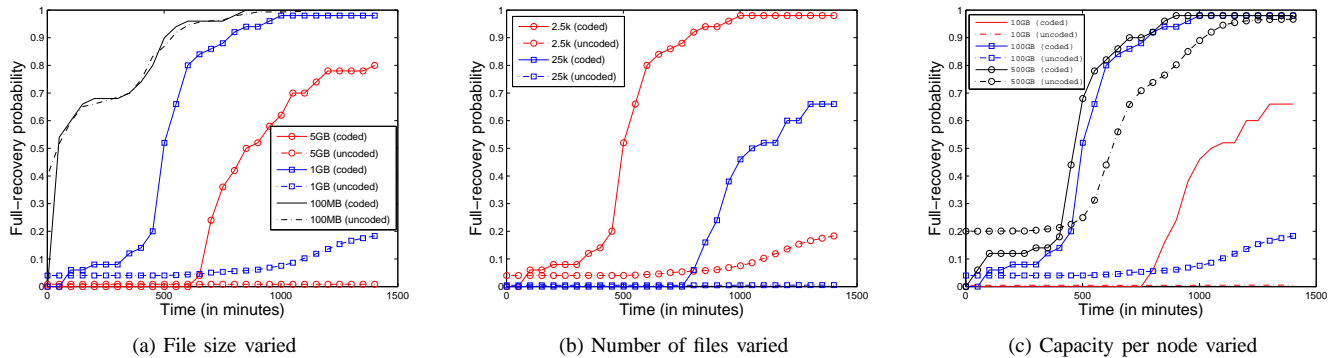 Full−recovery probability
1
0.9
0.8
0.7
0.6
0.5
0.4
0.3
0.2
0.1
0
0
500
1000
1500
Time (in minutes)
5GB (coded)
5GB (uncoded)
1GB (coded)
1GB (uncoded)
100MB (coded)
100MB (uncoded)
(a) File size varied
Full−recovery probability
1
0.9
0.8
0.7
0.6
0.5
0.4
0.3
0.2
0.1
0
0
500
1000
1500
Time (in minutes)
2.5k (coded)
2.5k (uncoded)
25k (coded)
25k (uncoded)
(b) Number of files varied
Full−recovery probability
1
0.9
0.8
0.7
0.6
0.5
0.4
0.3
0.2
0.1
0
0
500
1000
1500
Time (in minutes)
10GB (coded)
10GB (uncoded)
100GB (coded)
100GB (uncoded)
500GB (coded)
500GB (uncoded)
(c) Capacity per node varied